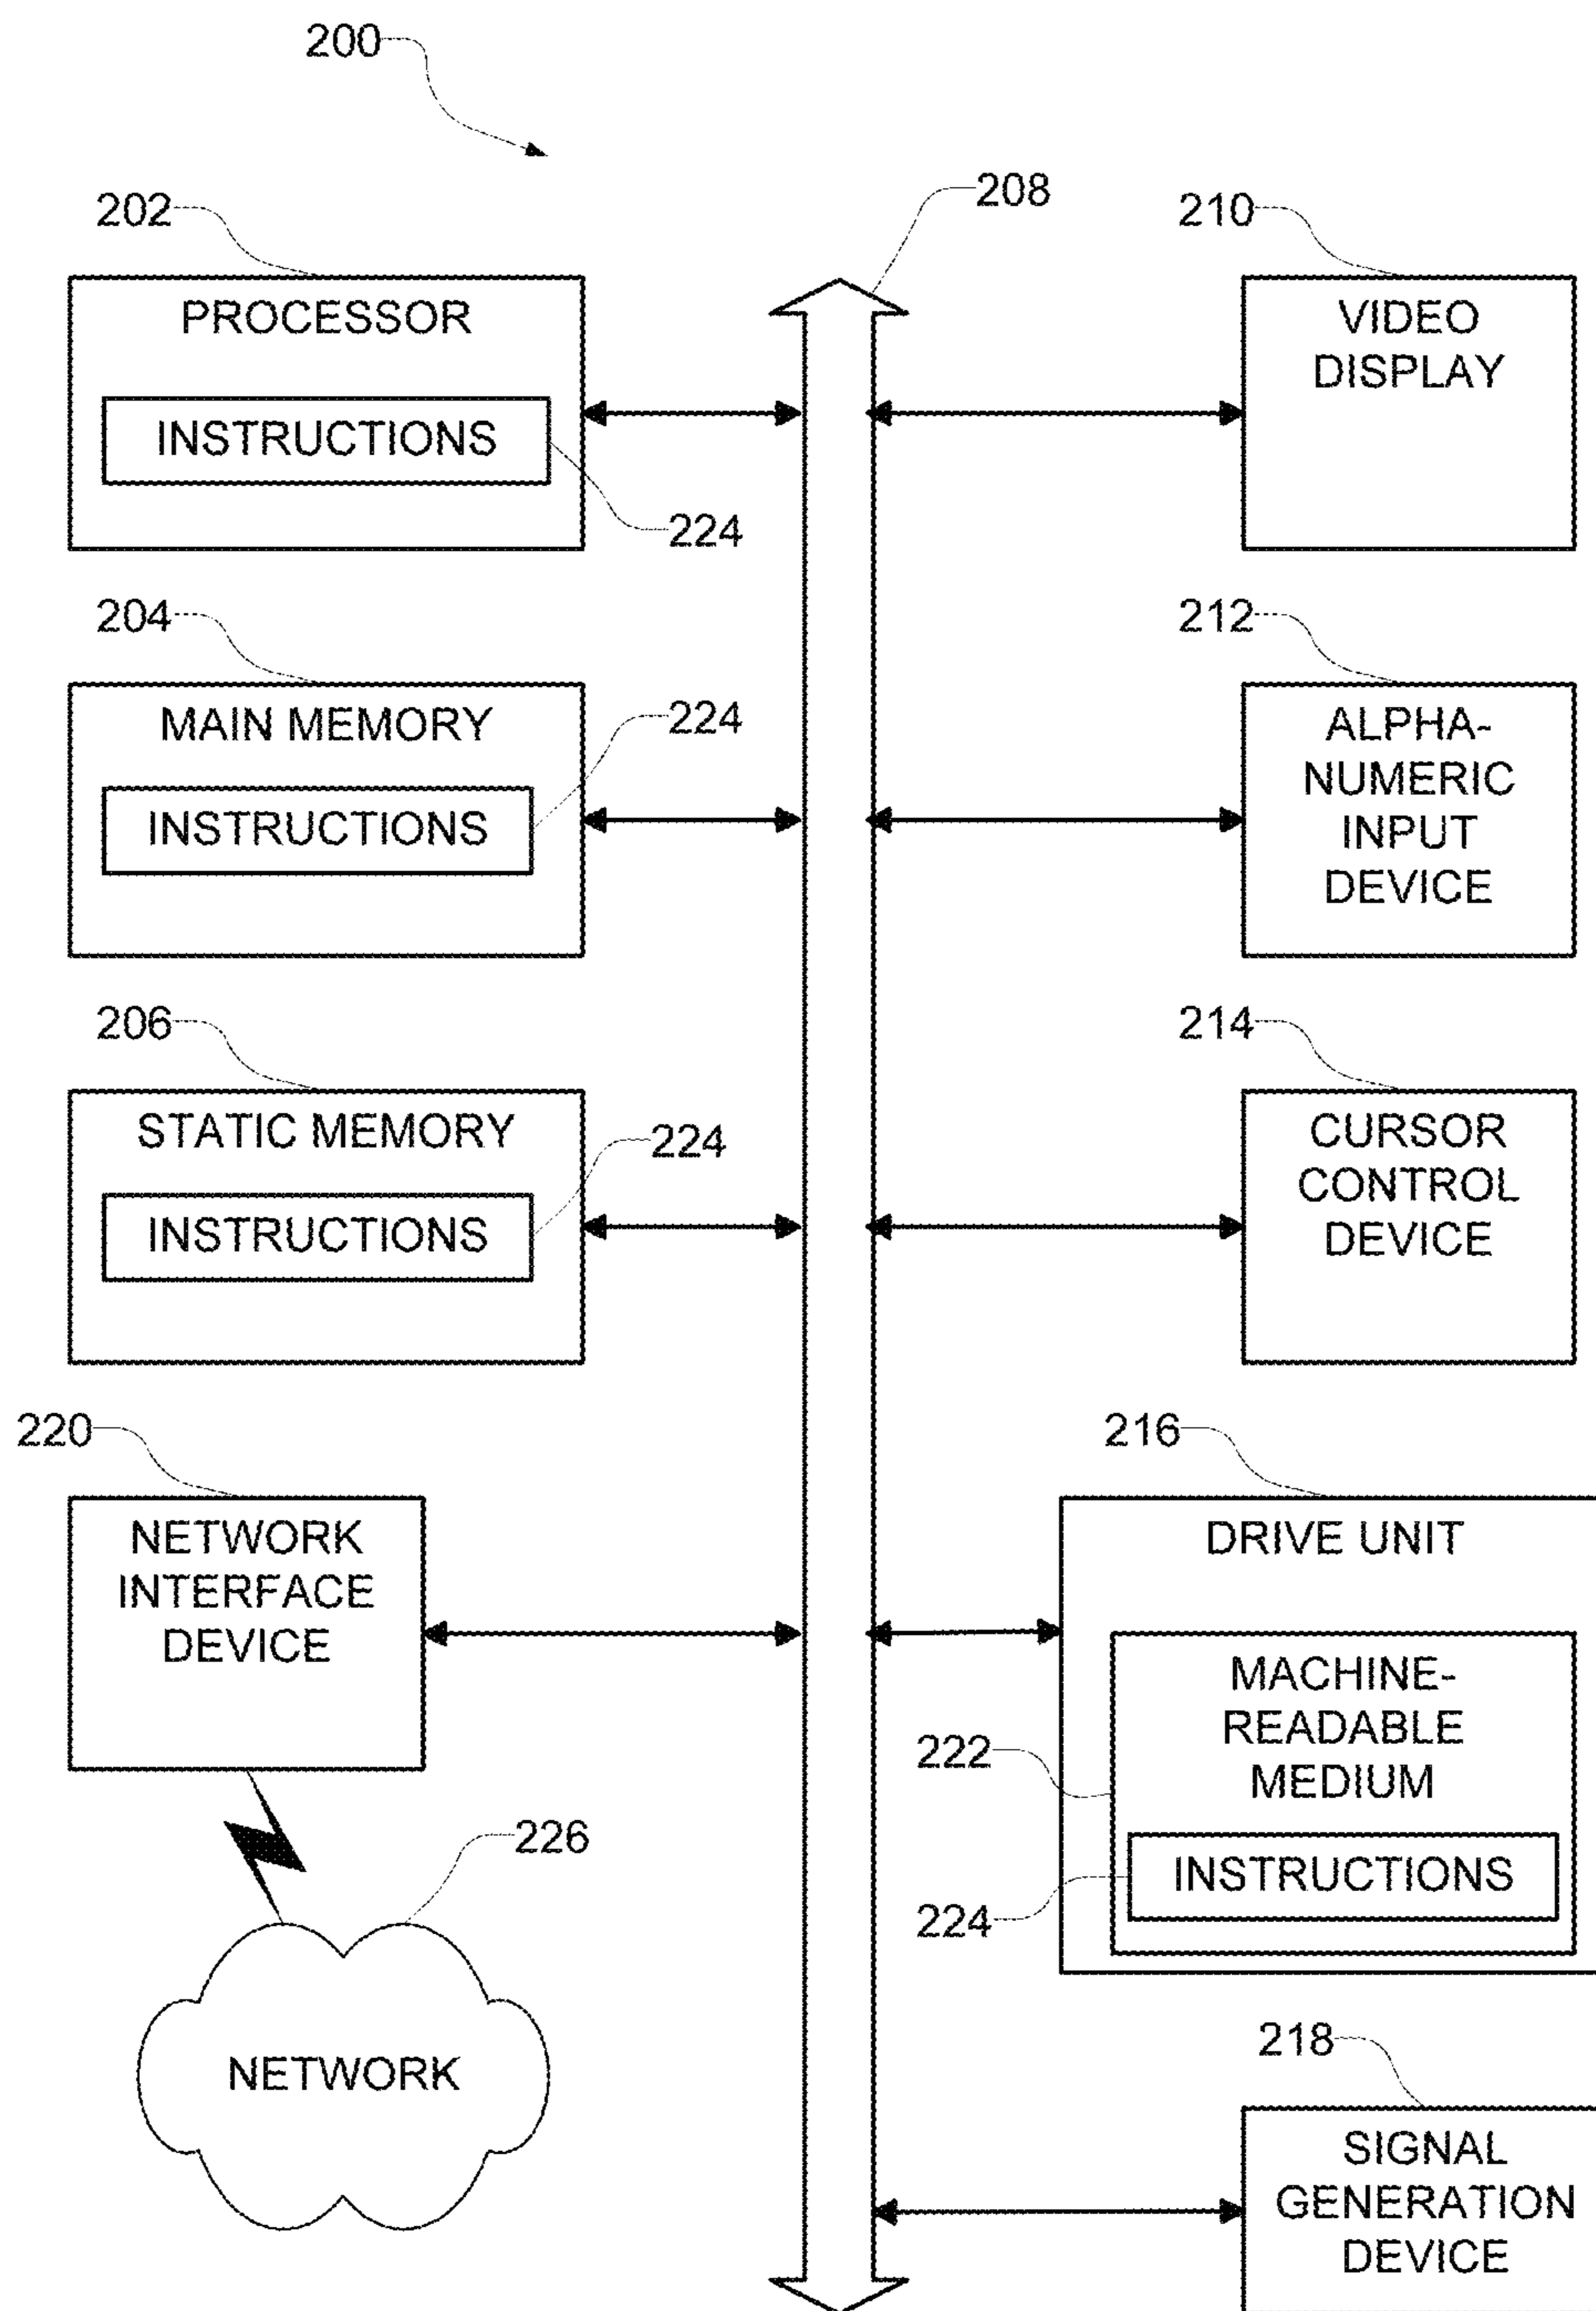 200
208
202
PROCESSOR
INSTRUCTIONS
224
210
VIDEO
DISPLAY
204
MAIN MEMORY
INSTRUCTIONS
224
212
ALPHA-
NUMERIC
INPUT
DEVICE
206
STATIC MEMORY
INSTRUCTIONS
224
214
CURSOR
CONTROL
DEVICE
220
NETWORK
INTERFACE
DEVICE
216
DRIVE UNIT
MACHINE-
READABLE
MEDIUM
222
INSTRUCTIONS
224
226
NETWORK
218
SIGNAL
GENERATION
DEVICE